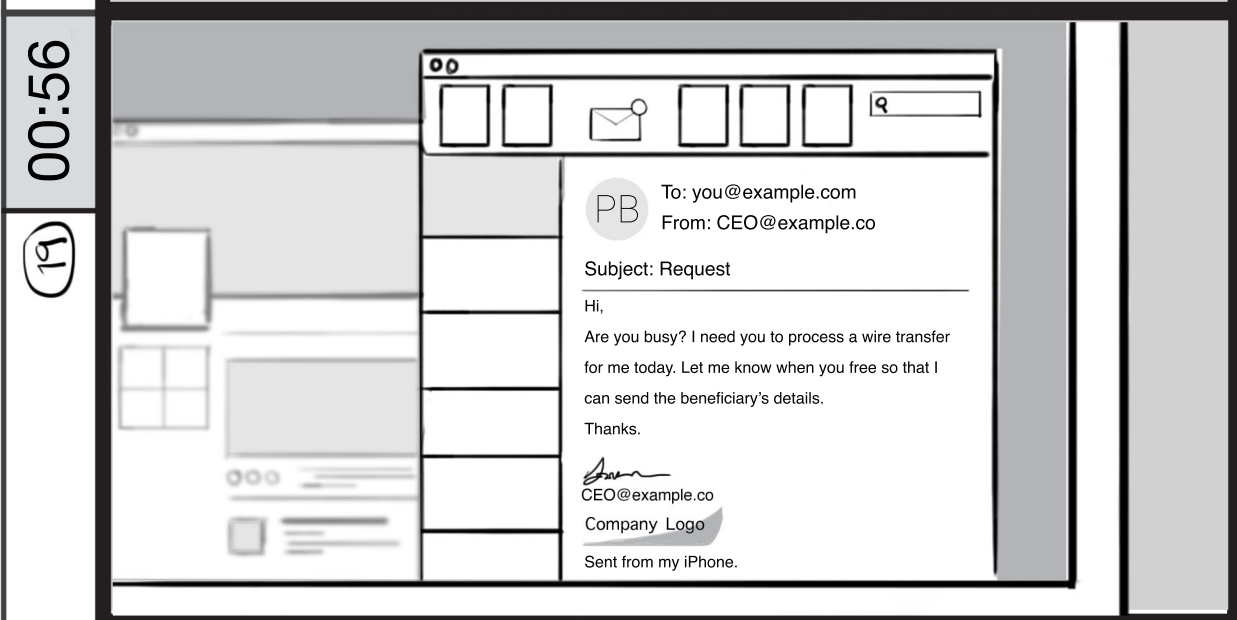 00:56
19
PB
To: you@example.com
From: CEO@example.co
Subject: Request
Hi,
Are you busy? I need you to process a wire transfer
for me today. Let me know when you free so that I
can send the beneficiary’s details.
Thanks.
CEO@example.co
Company Logo
Sent from my iPhone.